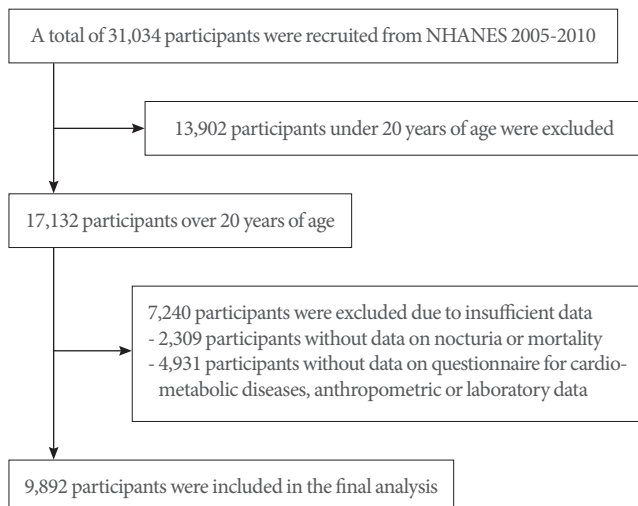 A total of 31,034 participants were recruited from NHANES 2005-2010
13,902 participants under 20 years of age were excluded
17,132 participants over 20 years of age
7,240 participants were excluded due to insufficient data
- 2,309 participants without data on nocturia or mortality
- 4,931 participants without data on questionnaire for cardio-
metabolic diseases, anthropometric or laboratory data
9,892 participants were included in the final analysis